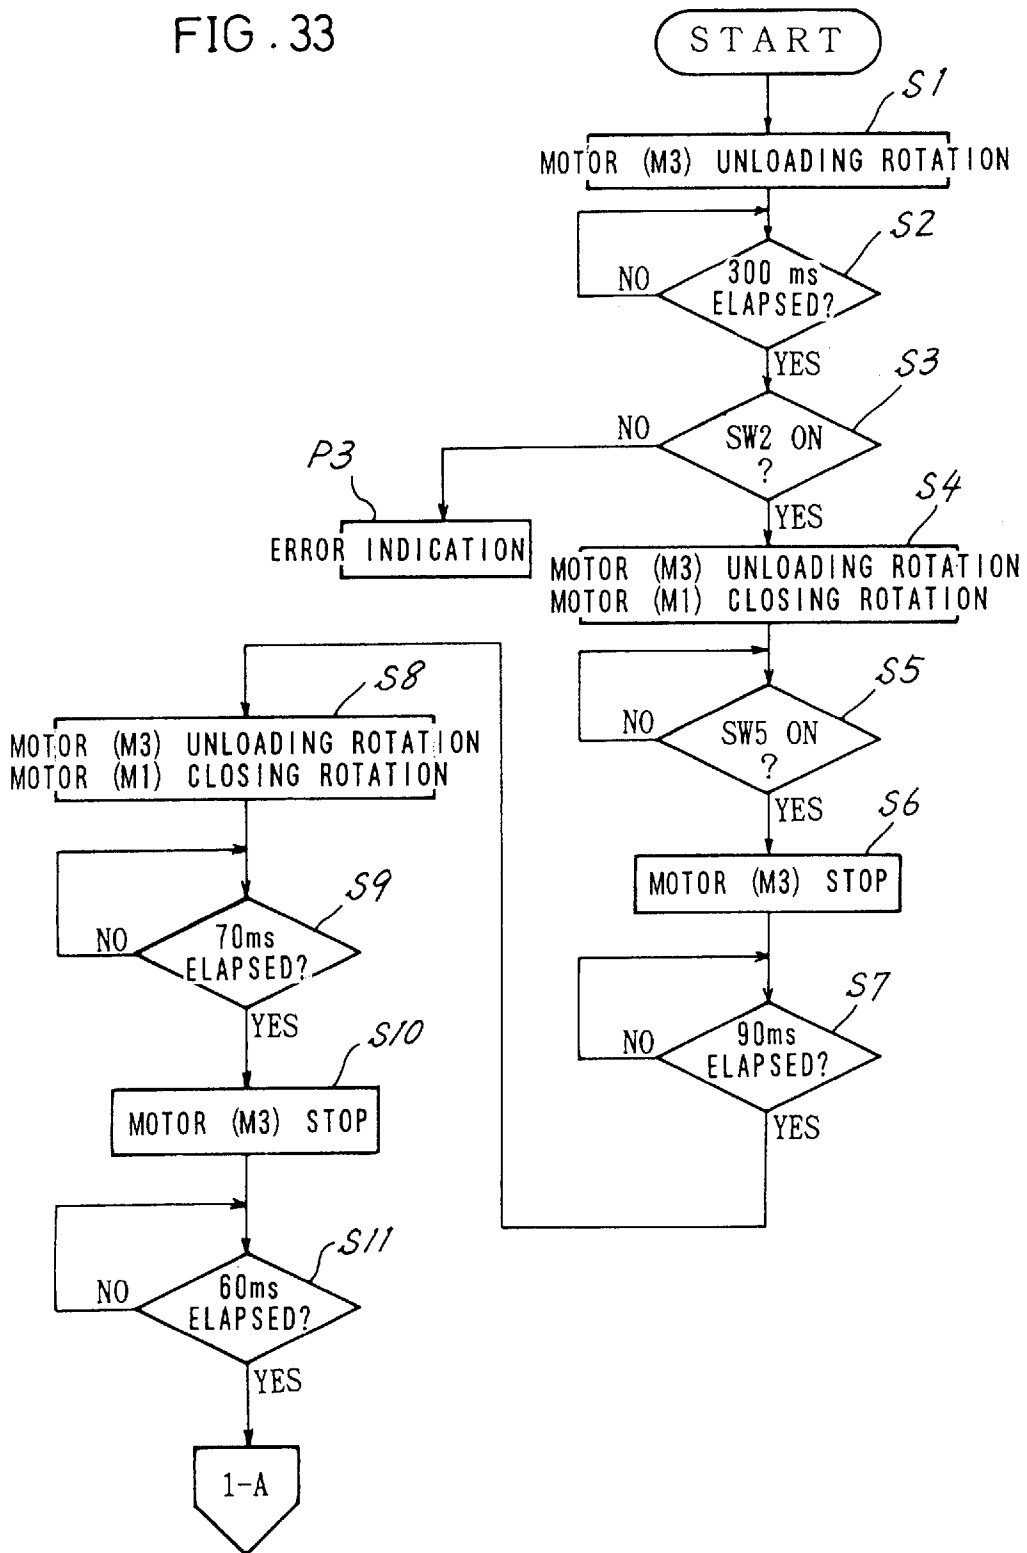 FIG. 33
START
S1
MOTOR (M3) UNLOADING ROTATION
S2
300 ms
ELAPSED?
NO
YES
S3
SW2 ON
?
NO
YES
P3
ERROR INDICATION
S4
MOTOR (M3) UNLOADING ROTATION
MOTOR (M1) CLOSING ROTATION
S5
SW5 ON
?
NO
YES
S6
MOTOR (M3) STOP
S7
90ms
ELAPSED?
NO
YES
S8
MOTOR (M3) UNLOADING ROTATION
MOTOR (M1) CLOSING ROTATION
S9
70ms
ELAPSED?
NO
YES
S10
MOTOR (M3) STOP
S11
60ms
ELAPSED?
NO
YES
1-A